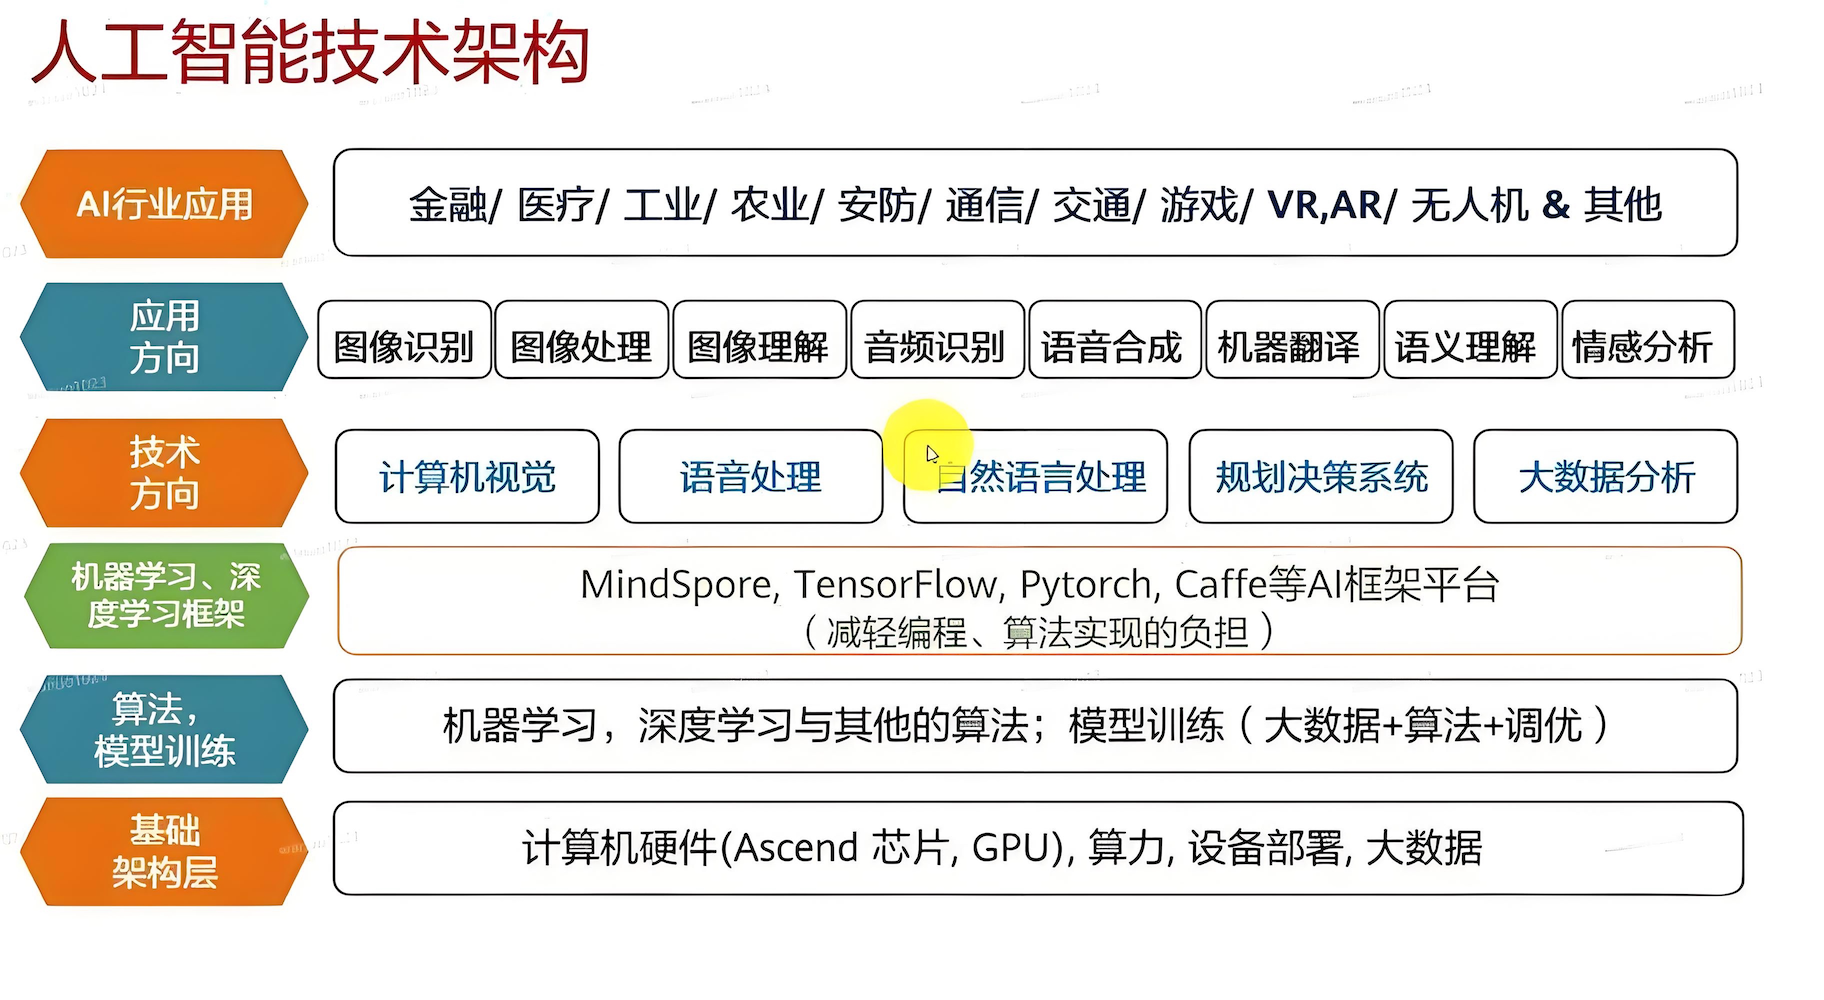 人工智能技术架构
AI行业应用
金融/ 医疗/ 工业/ 农业/ 安防/ 通信/ 交通/ 游戏/ VR,AR/ 无人机 & 其他
应用
方向
图像识别
图像处理
图像理解
音频识别
语音合成
机器翻译
语义理解
情感分析
技术
方向
计算机视觉
语音处理
自然语言处理
规划决策系统
大数据分析
机器学习、深
度学习框架
MindSpore, TensorFlow, Pytorch, Caffe等AI框架平台
（减轻编程、算法实现的负担）
算法，
模型训练
机器学习，深度学习与其他的算法；模型训练（大数据+算法+调优）
基础
架构层
计算机硬件(Ascend 芯片, GPU), 算力, 设备部署, 大数据